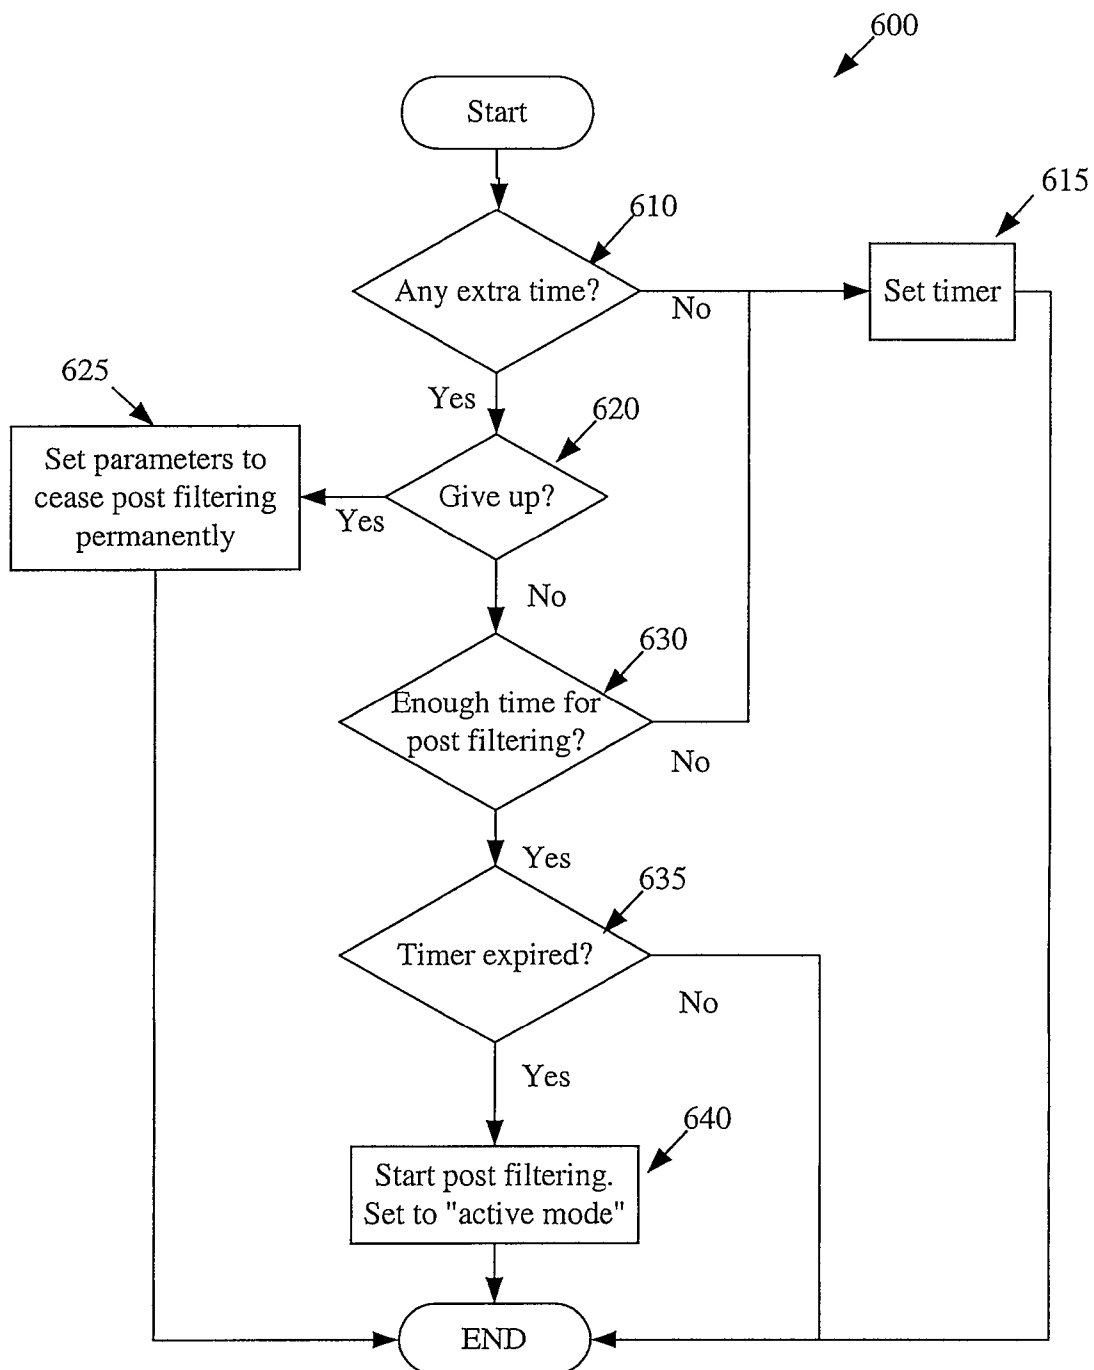 600
Start
610
615
Any extra time?
No
Set timer
625
Yes
620
Set parameters to
cease post filtering
permanently
Give up?
Yes
No
630
Enough time for
post filtering?
No
Yes
635
Timer expired?
No
Yes
640
Start post filtering.
Set to "active mode"
END